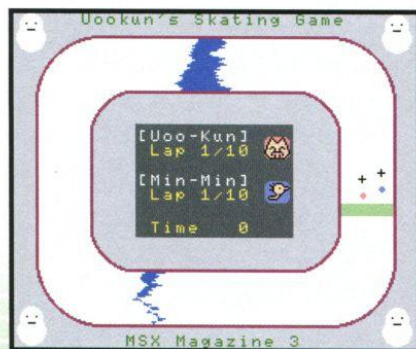 Uookun's Skating Game
[Uoo-Kun]
Lap 1/10
[Min-Min]
Lap 1/10
Time 0
MSX Magazine 3